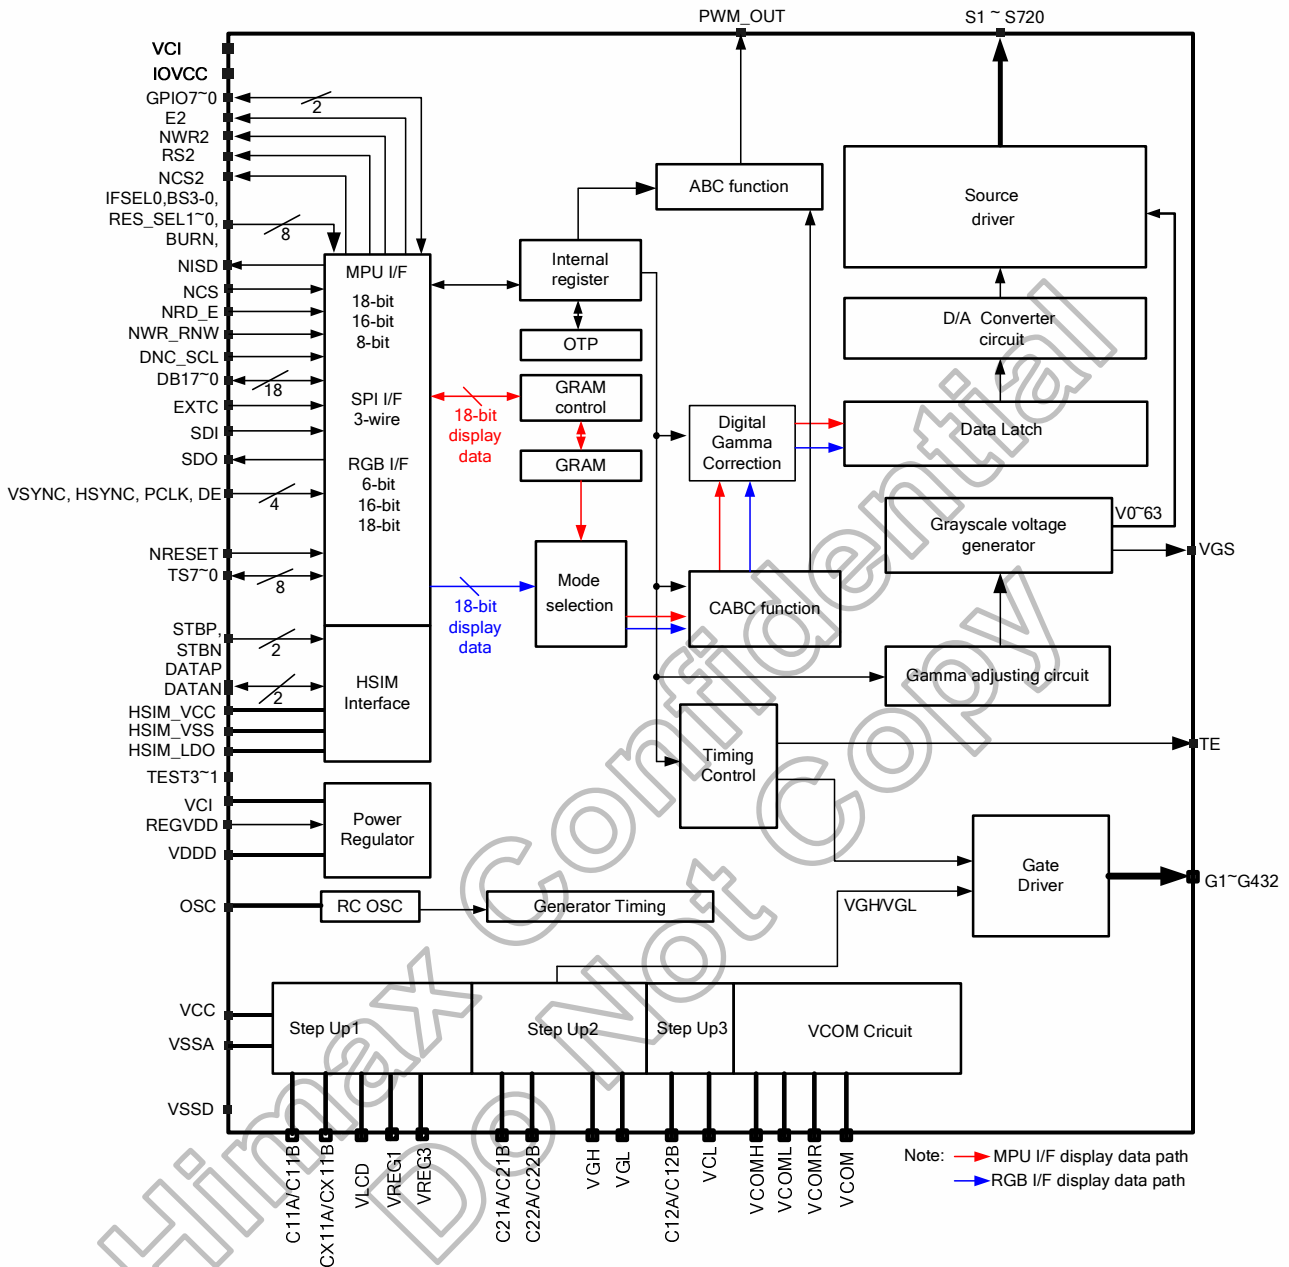 PWM_OUT
S1 ~ S720
VCI
IOVCC
GPIO7~0
2
E2
NWR2
RS2
NCS2
IFSEL0,BS3-0,
RES_SEL1~0,
BURN,
8
NISD
NCS
NRD_E
NWR_RNW
DNC_SCL
DB17~0
18
EXTC
SDI
SDO
VSYNC, HSYNC, PCLK, DE
4
NRESET
TS7~0
8
STBP,
STBN
2
DATAP
DATAN
2
HSIM_VCC
HSIM_VSS
HSIM_LDO
TEST3~1
VCI
REGVDD
VDDD
OSC
VCC
VSSA
VSSD
MPU I/F
18-bit
16-bit
8-bit
SPI I/F
3-wire
RGB I/F
6-bit
16-bit
18-bit
HSIM
Interface
Power
Regulator
RC OSC
Generator Timing
ABC function
Internal
register
OTP
GRAM
control
GRAM
18-bit
display
data
18-bit
display
data
Mode
selection
Digital
Gamma
Correction
CABC function
Timing
Control
Source
driver
D/A Converter
circuit
Data Latch
Grayscale voltage
generator
V0~63
VGS
Gamma adjusting circuit
TE
Gate
Driver
G1~G432
VGH/VGL
Step Up1
Step Up2
Step Up3
VCOM Cricuit
C11A/C11B
CX11A/CX11B
VLCD
VREG1
VREG3
C21A/C21B
C22A/C22B
VGH
VGL
C12A/C12B
VCL
VCOMH
VCOML
VCOMR
VCOM
Note:
MPU I/F display data path
RGB I/F display data path
Himax Confidential
Do Not Copy